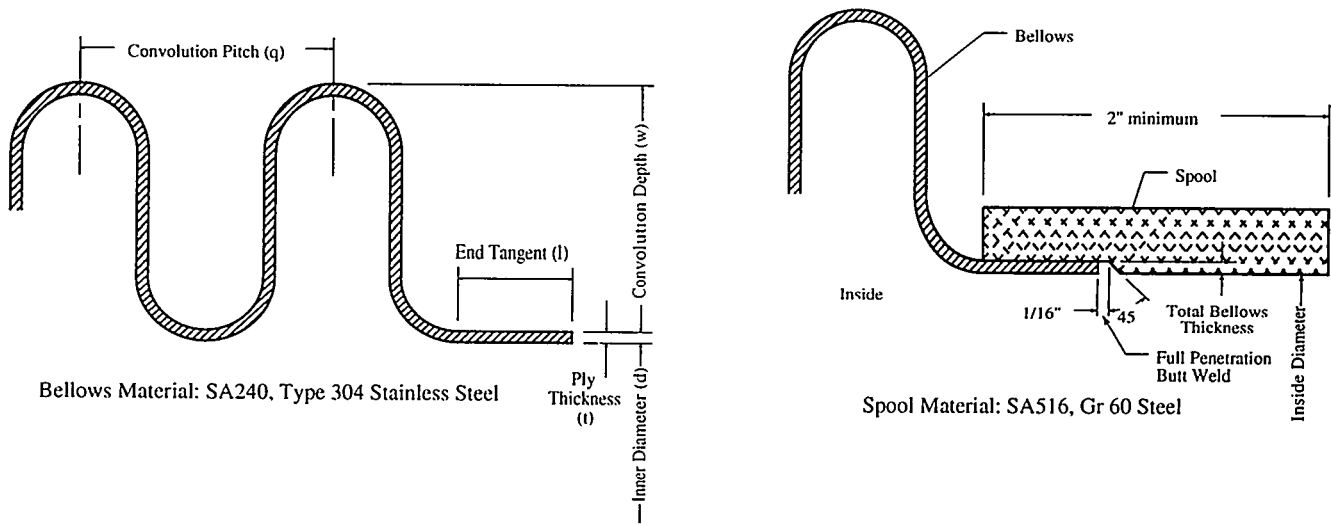 Convolution Pitch (q)
Convolution Depth (w)
End Tangent (l)
Ply
Thickness
(t)
Inner Diameter (d)
Bellows Material: SA240, Type 304 Stainless Steel
Bellows
2" minimum
Spool
Inside
1/16"
45
Total Bellows
Thickness
Full Penetration
Butt Weld
Inside Diameter
Spool Material: SA516, Gr 60 Steel